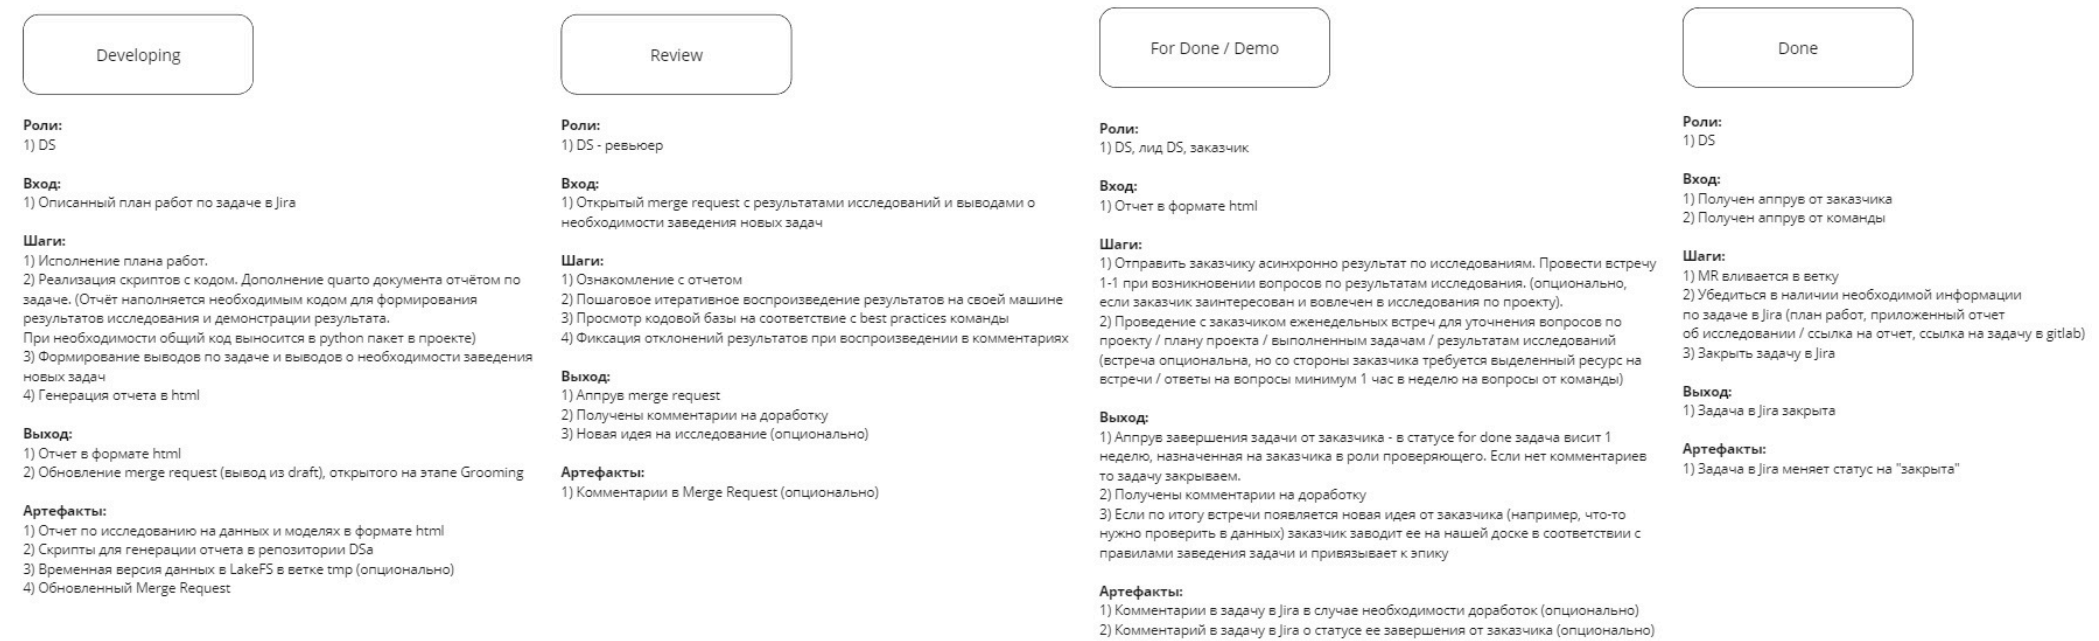 Developing
Роли:
1) DS
Вход:
1) Описанный план работ по задаче в Jira
Шаги:
1) Исполнение плана работ.
2) Реализация скриптов с кодом. Дополнение quarto документа отчётом по
задаче. (Отчёт наполняется необходимым кодом для формирования
результатов исследования и демонстрации результата.
При необходимости общий код выносится в python пакет в проекте)
3) Формирование выводов по задаче и выводов о необходимости заведения
новых задач
4) Генерация отчета в html
Выход:
1) Отчет в формате html
2) Обновление merge request (вывод из draft), открытого на этапе Grooming
Артефакты:
1) Отчет по исследованию на данных и моделях в формате html
2) Скрипты для генерации отчета в репозитории DSа
3) Временная версия данных в LakeFS в ветке tmp (опционально)
4) Обновленный Merge Request
Review
Роли:
1) DS - ревьюер
Вход:
1) Открытый merge request с результатами исследований и выводами о
необходимости заведения новых задач
Шаги:
1) Ознакомление с отчетом
2) Пошаговое итеративное воспроизведение результатов на своей машине
3) Просмотр кодовой базы на соответствие с best practices команды
4) Фиксация отклонений результатов при воспроизведении в комментариях
Выход:
1) Аппрув merge request
2) Получены комментарии на доработку
3) Новая идея на исследование (опционально)
Артефакты:
1) Комментарии в Merge Request (опционально)
For Done / Demo
Роли:
1) DS, лид DS, заказчик
Вход:
1) Отчет в формате html
Шаги:
1) Отправить заказчику асинхронно результат по исследованиям. Провести встречу
1-1 при возникновении вопросов по результатам исследования. (опционально,
если заказчик заинтересован и вовлечен в исследования по проекту).
2) Проведение с заказчиком еженедельных встреч для уточнения вопросов по
проекту / плану проекта / выполненным задачам / результатам исследований
(встреча опциональна, но со стороны заказчика требуется выделенный ресурс на
встречи / ответы на вопросы минимум 1 час в неделю на вопросы от команды)
Выход:
1) Аппрув завершения задачи от заказчика - в статусе for done задача висит 1
неделю, назначенная на заказчика в роли проверяющего. Если нет комментариев
то задачу закрываем.
2) Получены комментарии на доработку
3) Если по итогу встречи появляется новая идея от заказчика (например, что-то
нужно проверить в данных) заказчик заводит ее на нашей доске в соответствии с
правилами заведения задачи и привязывает к эпику
Артефакты:
1) Комментарии в задачу в Jira в случае необходимости доработок (опционально)
2) Комментарий в задачу в Jira о статусе ее завершения от заказчика (опционально)
Done
Роли:
1) DS
Вход:
1) Получен аппрув от заказчика
2) Получен аппрув от команды
Шаги:
1) MR вливается в ветку
2) Убедиться в наличии необходимой информации
по задаче в Jira (план работ, приложенный отчет
об исследовании / ссылка на отчет, ссылка на задачу в gitlab)
3) Закрыть задачу в Jira
Выход:
1) Задача в Jira закрыта
Артефакты:
1) Задача в Jira меняет статус на "закрыта"